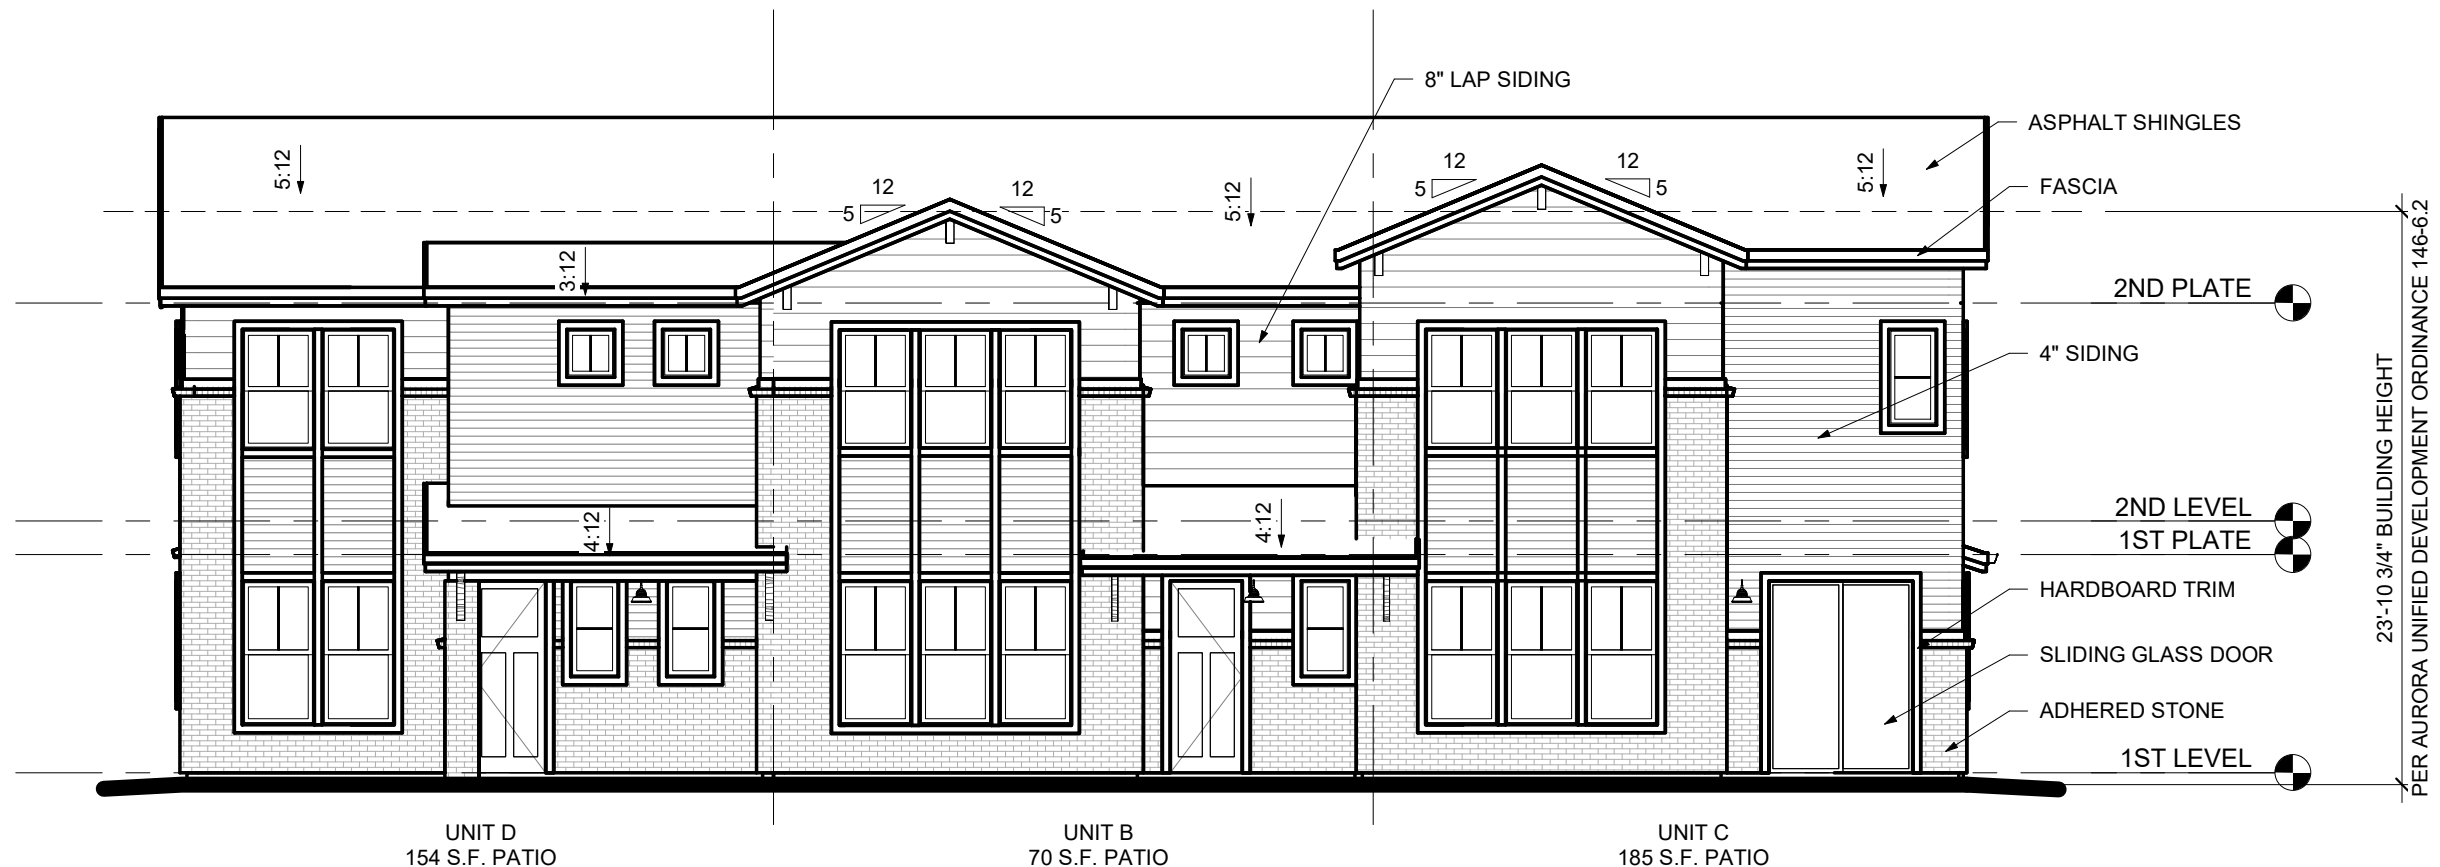 8" LAP SIDING
ASPHALT SHINGLES
5:12
12
5
12
5
5:12
12
5
12
5
5:12
FASCIA
3:12
2ND PLATE
4" SIDING
23'-10 3/4" BUILDING HEIGHT
PER AURORA UNIFIED DEVELOPMENT ORDINANCE 146-6.2
4:12
4:12
2ND LEVEL
1ST PLATE
HARDBOARD TRIM
SLIDING GLASS DOOR
ADHERED STONE
1ST LEVEL
UNIT D
154 S.F. PATIO
UNIT B
70 S.F. PATIO
UNIT C
185 S.F. PATIO